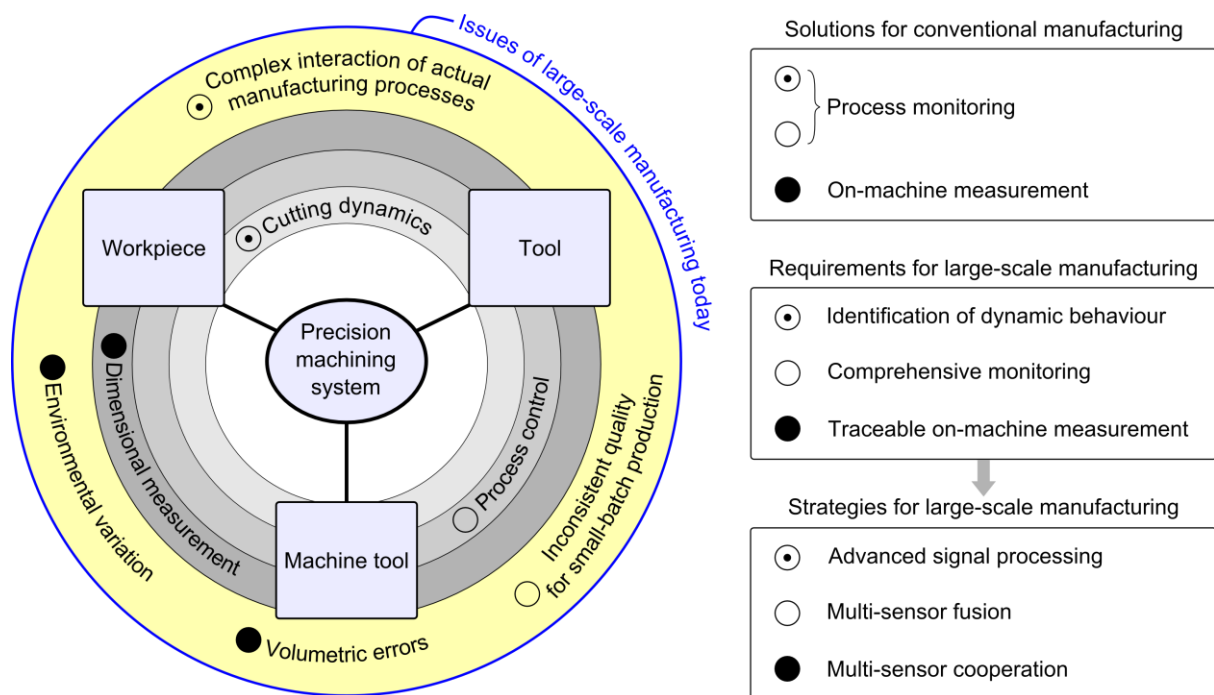 Issues of large-scale manufacturing today
Complex interaction of actual
manufacturing processes
Cutting dynamics
Workpiece
Tool
Precision
machining
system
Dimensional measurement
Environmental variation
Process control
Inconsistent quality
for small-batch production
Machine tool
Volumetric errors
Solutions for conventional manufacturing
Process monitoring
On-machine measurement
Requirements for large-scale manufacturing
Identification of dynamic behaviour
Comprehensive monitoring
Traceable on-machine measurement
Strategies for large-scale manufacturing
Advanced signal processing
Multi-sensor fusion
Multi-sensor cooperation